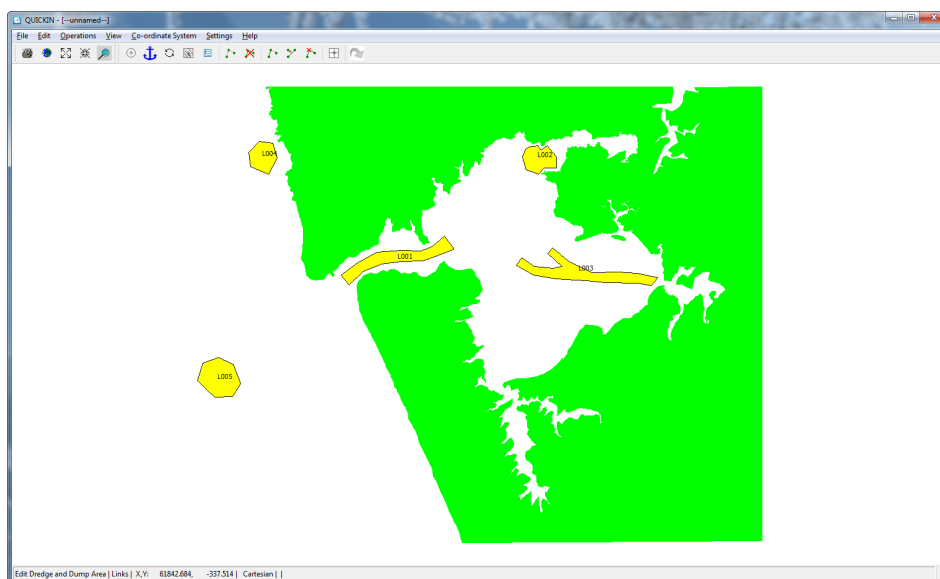 QUICKIN - [--unnamed--]
File Edit Operations View Co-ordinate System Settings Help
L004
L002
L001
L003
L005
Edit Dredge and Dump Area | Links | X,Y: 61842.684, -337.514 | Cartesian | |